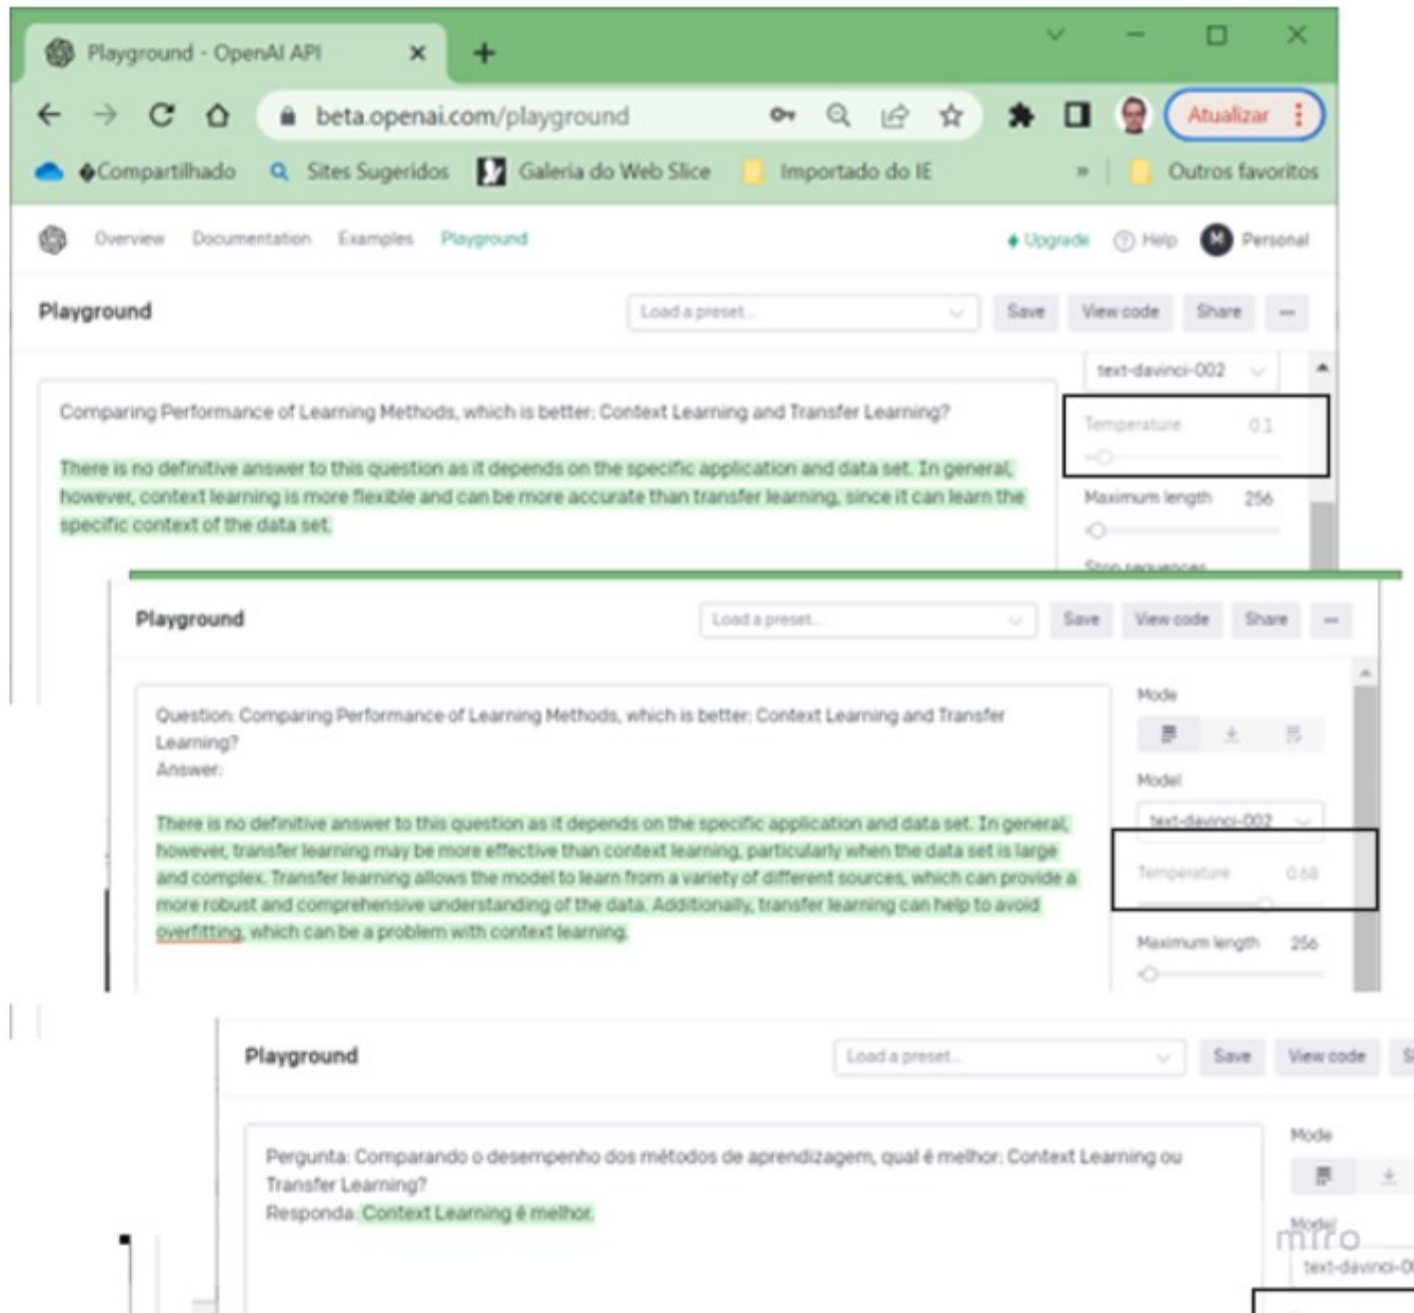 Playground - OpenAI API
beta.openai.com/playground
Atualizar
�Compartilhado Sites Sugeridos Galeria do Web Slice Importado do IE » Outros favoritos
Overview Documentation Examples Playground Upgrade Help M Personal
Playground Load a preset... Save View code Share ...
text-davinci-002
Comparing Performance of Learning Methods, which is better: Context Learning and Transfer Learning?
Temperature 0.1
There is no definitive answer to this question as it depends on the specific application and data set. In general,
however, context learning is more flexible and can be more accurate than transfer learning, since it can learn the
specific context of the data set.
Maximum length 256
Stop sequences
Playground Load a preset... Save View code Share ...
Question: Comparing Performance of Learning Methods, which is better: Context Learning and Transfer
Learning?
Answer:
Mode
Model
text-davinci-002
There is no definitive answer to this question as it depends on the specific application and data set. In general,
however, transfer learning may be more effective than context learning, particularly when the data set is large
and complex. Transfer learning allows the model to learn from a variety of different sources, which can provide a
more robust and comprehensive understanding of the data. Additionally, transfer learning can help to avoid
overfitting, which can be a problem with context learning.
Temperature 0.68
Maximum length 256
Playground Load a preset... Save View code S
Pergunta: Comparando o desempenho dos métodos de aprendizagem, qual é melhor: Context Learning ou
Transfer Learning?
Responda: Context Learning é melhor.
Mode
Model
miro
text-davinci-00